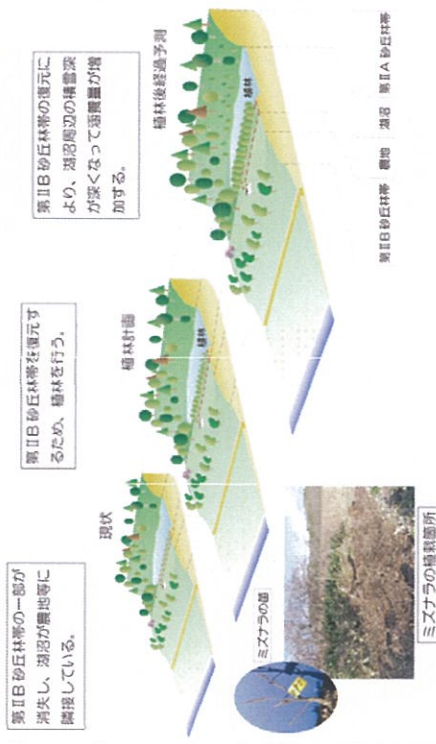 第ⅡB砂丘林帯の一部が
消失し、湖沼が農地等に
隣接している。
現状
第ⅡB砂丘林帯を復元す
るため、植林を行う。
植林計画
植林
第ⅡB砂丘林帯の復元に
より、湖沼周辺の積雪深
が深くなって涵養量が増
加する。
植林後経過予測
植林
第ⅡB砂丘林帯 農地 湖沼 第ⅡA砂丘林帯
ミズナラの苗
ミズナラの植栽箇所